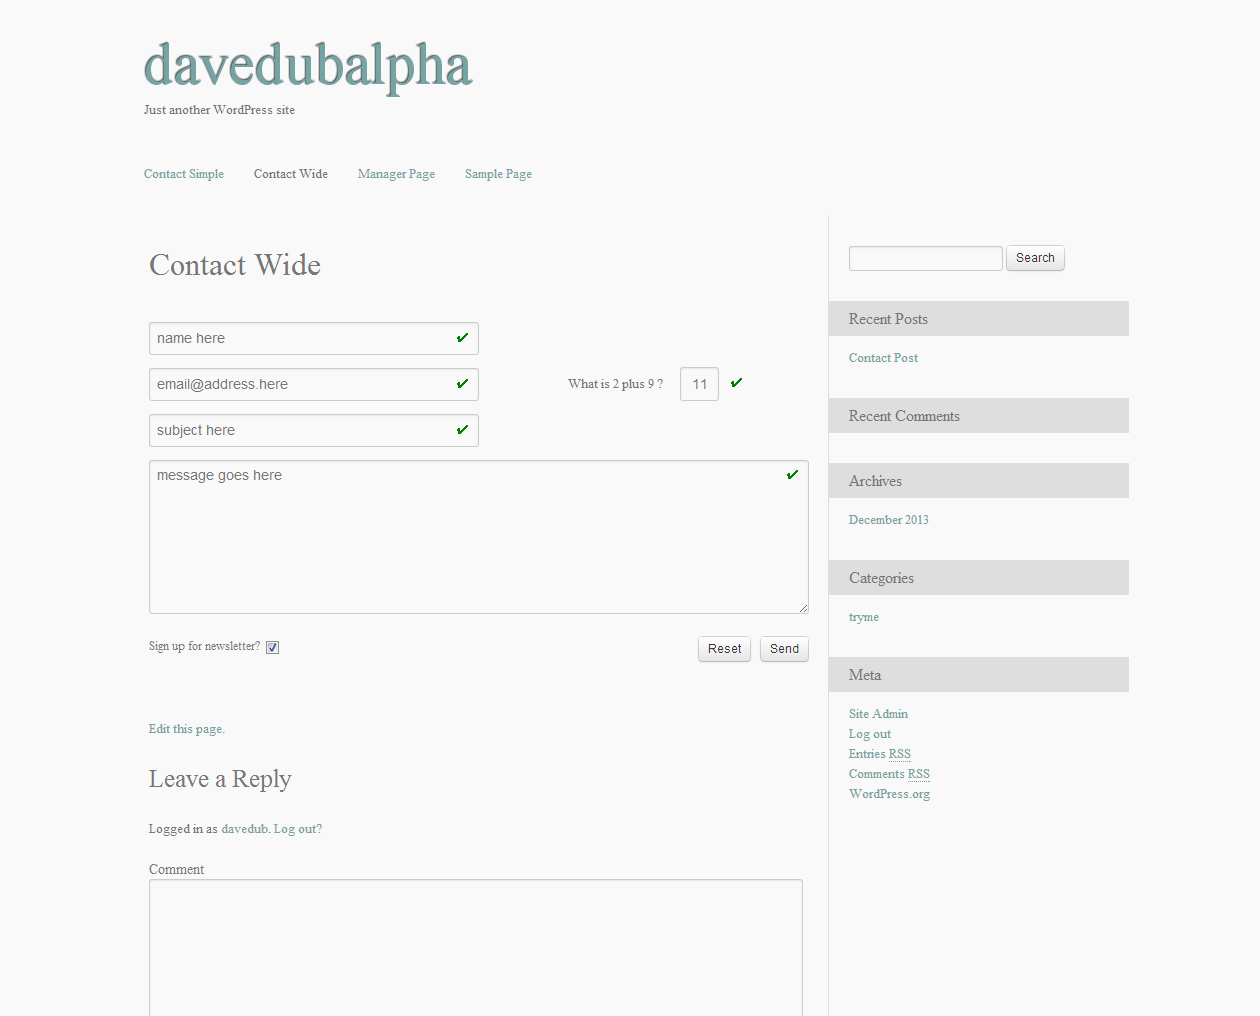 davedubalpha
Just another WordPress site
Contact Simple Contact Wide Manager Page Sample Page
Contact Wide
name here
email@address.here
What is 2 plus 9 ? 11
subject here
message goes here
Sign up for newsletter?
Reset Send
Edit this page.
Leave a Reply
Logged in as davedub. Log out?
Comment
Search
Recent Posts
Contact Post
Recent Comments
Archives
December 2013
Categories
tryme
Meta
Site Admin
Log out
Entries RSS
Comments RSS
WordPress.org